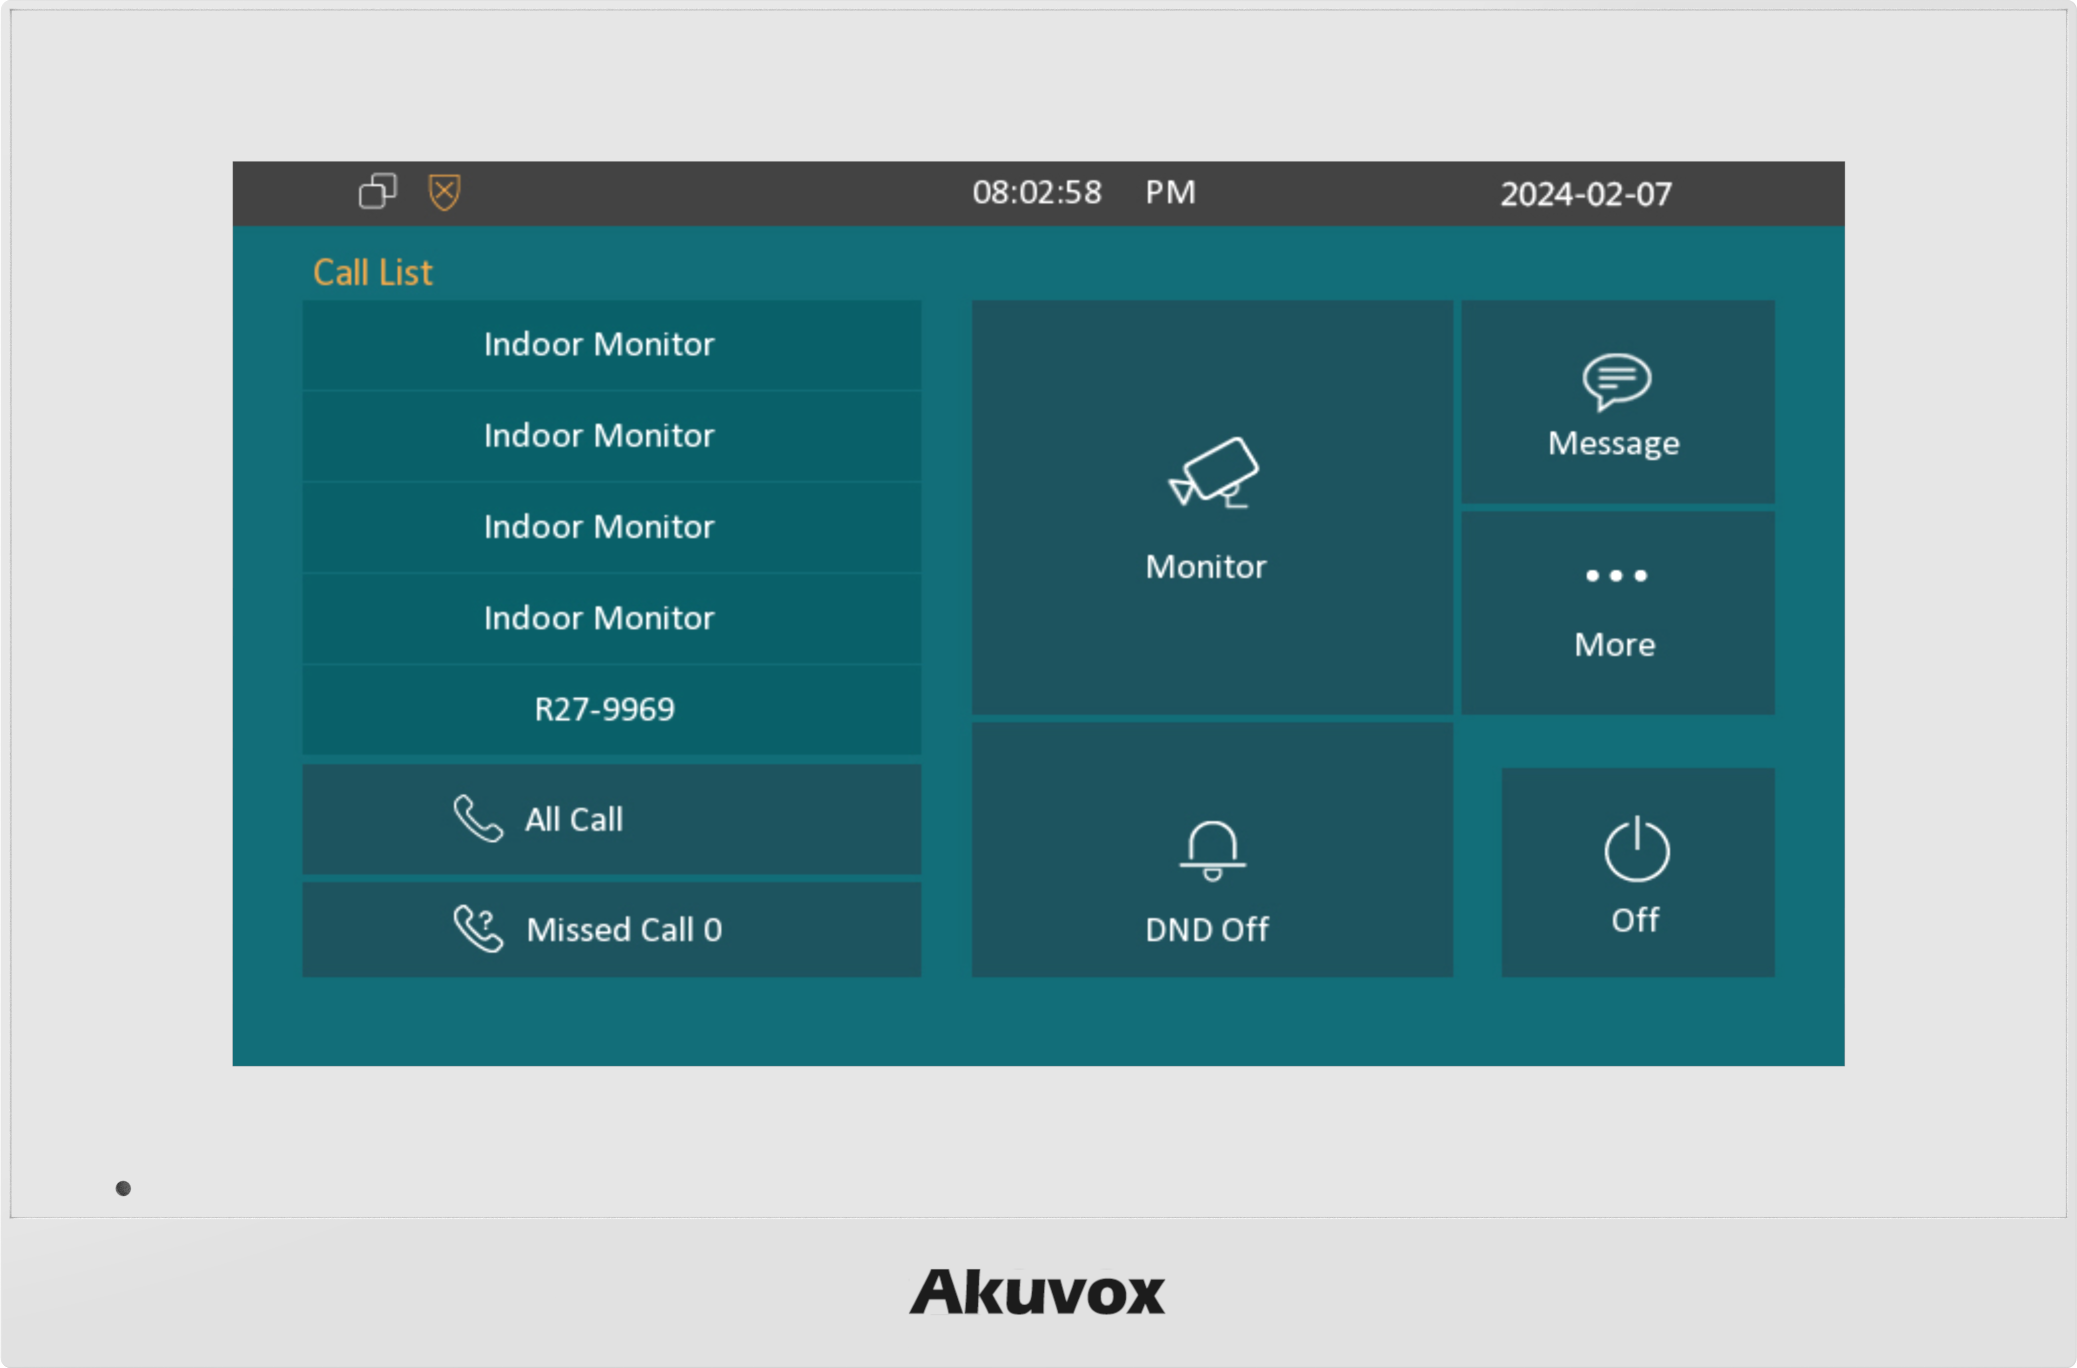 08:02:58 PM 2024-02-07
Call List
Indoor Monitor
Indoor Monitor
Indoor Monitor
Indoor Monitor
R27-9969
All Call
Missed Call 0
Monitor
DND Off
Message
More
Off
Akuvox